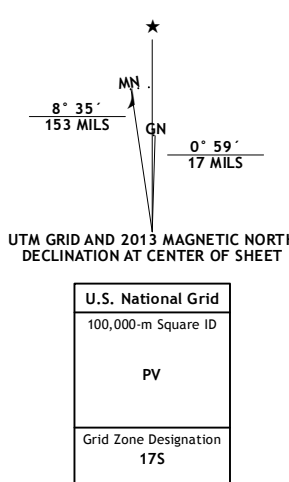 ★
MN
8° 35´
153 MILS
GN
0° 59´
17 MILS
UTM GRID AND 2013 MAGNETIC NORTH
DECLINATION AT CENTER OF SHEET
U.S. National Grid
100,000-m Square ID
PV
Grid Zone Designation
17S